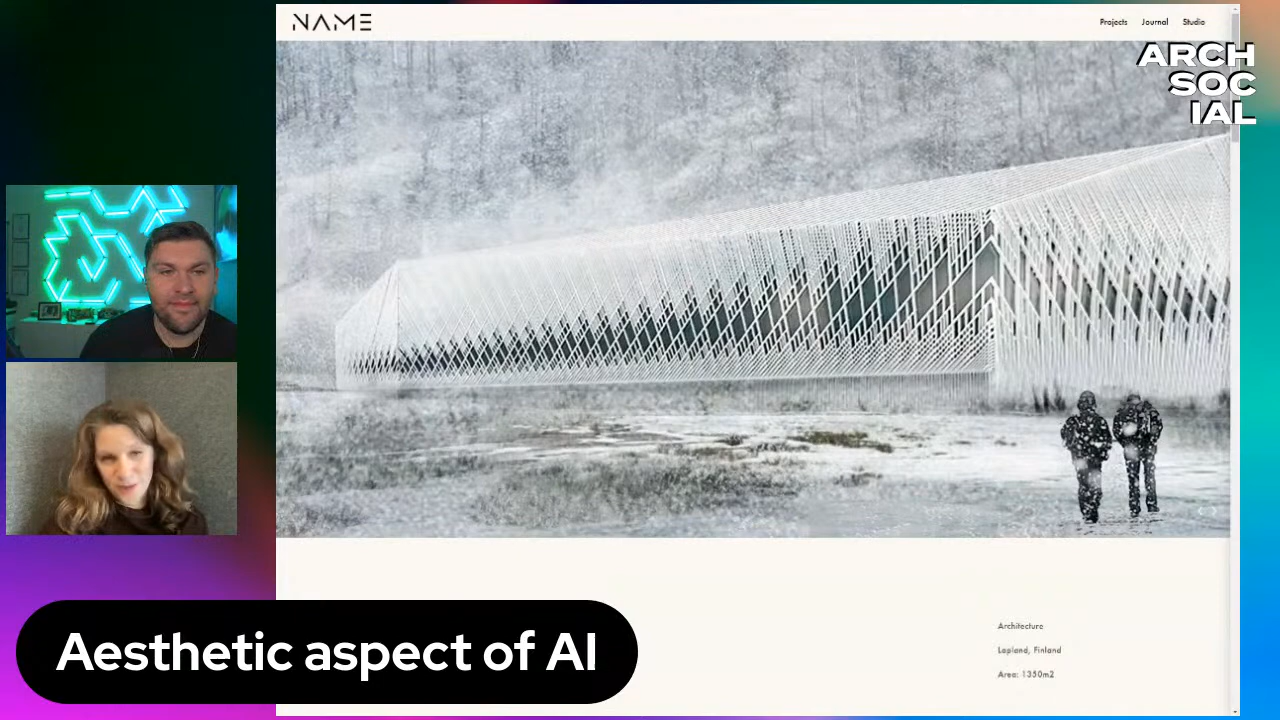 NAME
Projects Journal Studio
ARCH
SOC
IAL
Architecture
Lapland, Finland
Area: 1350m2
Aesthetic aspect of AI